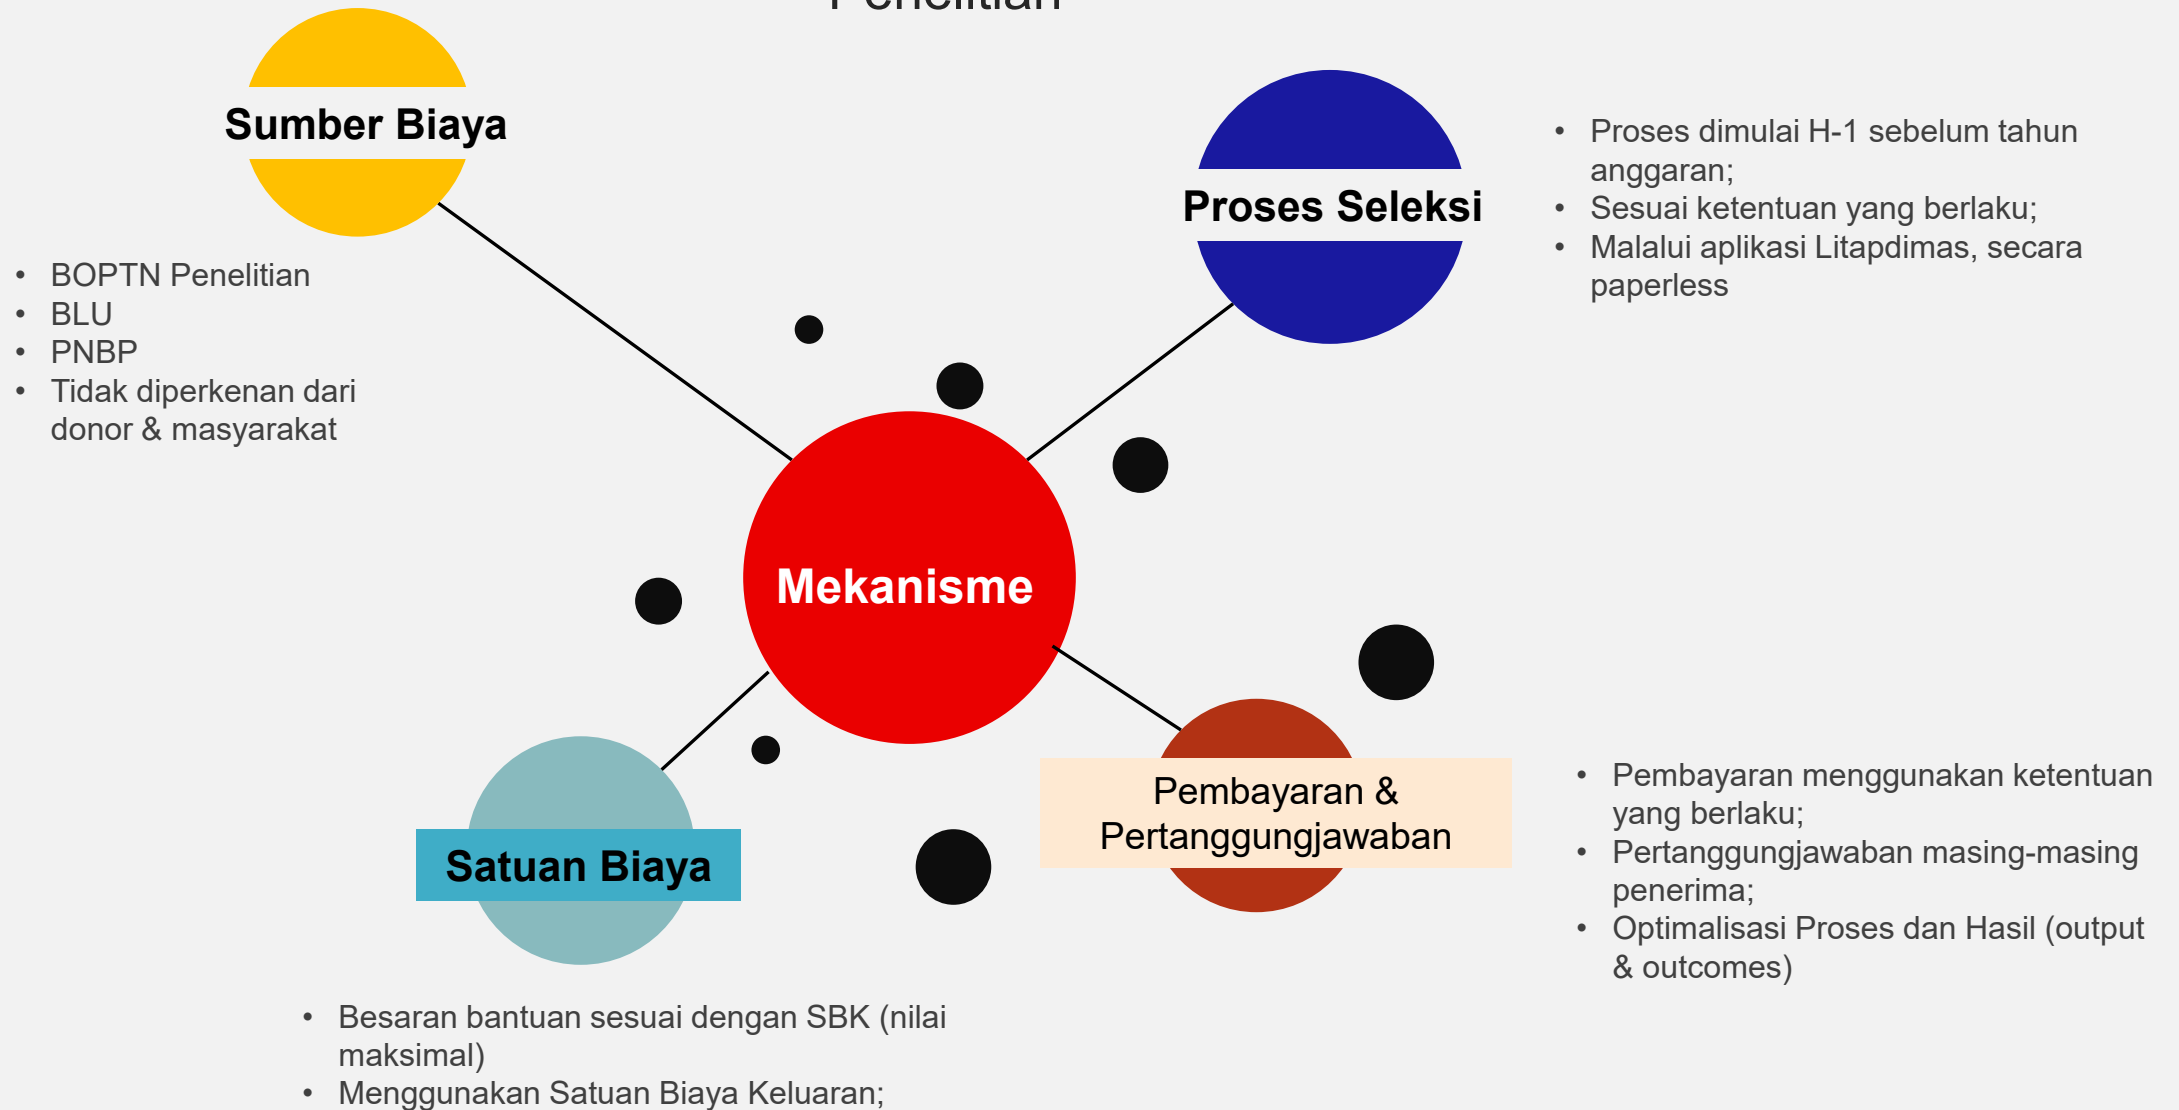 Penelitian
Sumber Biaya
• BOPTN Penelitian
• BLU
• PNBP
• Tidak diperkenan dari
donor & masyarakat
Proses Seleksi
• Proses dimulai H-1 sebelum tahun
anggaran;
• Sesuai ketentuan yang berlaku;
• Malalui aplikasi Litapdimas, secara
paperless
Mekanisme
Satuan Biaya
• Besaran bantuan sesuai dengan SBK (nilai
maksimal)
• Menggunakan Satuan Biaya Keluaran;
Pembayaran &
Pertanggungjawaban
• Pembayaran menggunakan ketentuan
yang berlaku;
• Pertanggungjawaban masing-masing
penerima;
• Optimalisasi Proses dan Hasil (output
& outcomes)